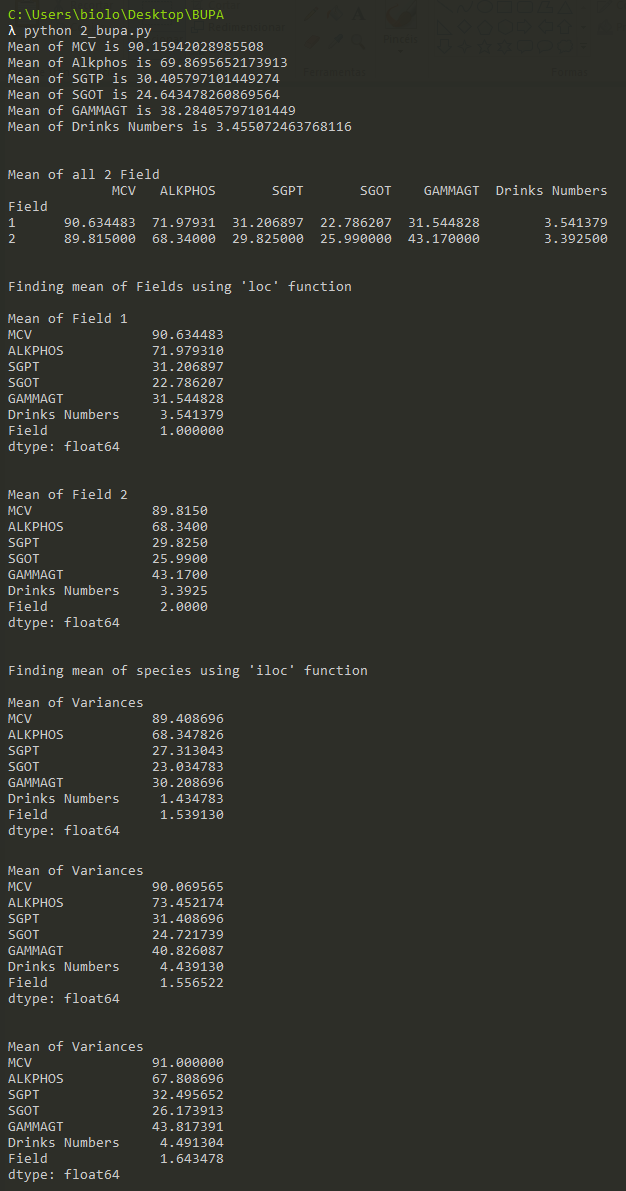 C:\Users\biolo\Desktop\BUPA
λ python 2_bupa.py
Mean of MCV is 90.15942028985508
Mean of Alkphos is 69.8695652173913
Mean of SGTP is 30.405797101449274
Mean of SGOT is 24.643478260869564
Mean of GAMMAGT is 38.28405797101449
Mean of Drinks Numbers is 3.455072463768116
Mean of all 2 Field
MCV ALKPHOS SGPT SGOT GAMMAGT Drinks Numbers
Field
1 90.634483 71.97931 31.206897 22.786207 31.544828 3.541379
2 89.815000 68.34000 29.825000 25.990000 43.170000 3.392500
Finding mean of Fields using 'loc' function
Mean of Field 1
MCV 90.634483
ALKPHOS 71.979310
SGPT 31.206897
SGOT 22.786207
GAMMAGT 31.544828
Drinks Numbers 3.541379
Field 1.000000
dtype: float64
Mean of Field 2
MCV 89.8150
ALKPHOS 68.3400
SGPT 29.8250
SGOT 25.9900
GAMMAGT 43.1700
Drinks Numbers 3.3925
Field 2.0000
dtype: float64
Finding mean of species using 'iloc' function
Mean of Variances
MCV 89.408696
ALKPHOS 68.347826
SGPT 27.313043
SGOT 23.034783
GAMMAGT 30.208696
Drinks Numbers 1.434783
Field 1.539130
dtype: float64
Mean of Variances
MCV 90.069565
ALKPHOS 73.452174
SGPT 31.408696
SGOT 24.721739
GAMMAGT 40.826087
Drinks Numbers 4.439130
Field 1.556522
dtype: float64
Mean of Variances
MCV 91.000000
ALKPHOS 67.808696
SGPT 32.495652
SGOT 26.173913
GAMMAGT 43.817391
Drinks Numbers 4.491304
Field 1.643478
dtype: float64